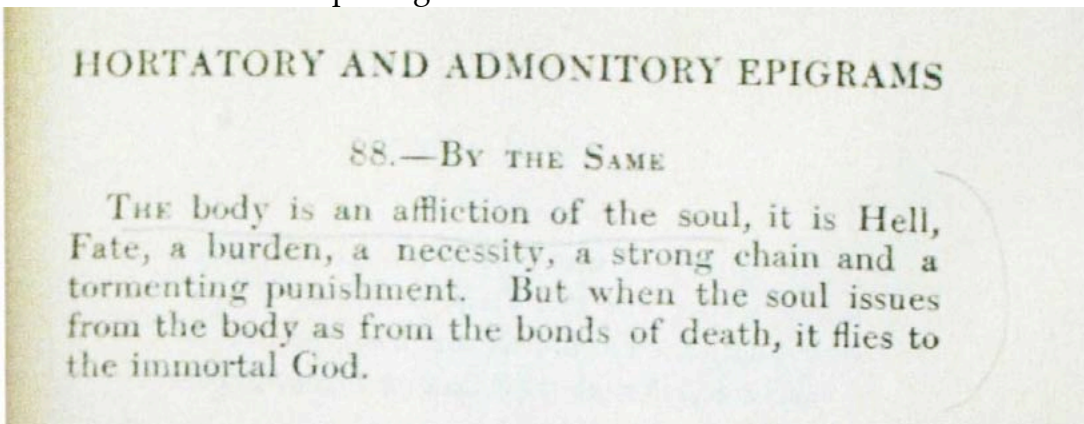 HORTATORY AND ADMONITORY EPIGRAMS
88.—By the Same
The body is an affliction of the soul, it is Hell,
Fate, a burden, a necessity, a strong chain and a
tormenting punishment. But when the soul issues
from the body as from the bonds of death, it flies to
the immortal God.